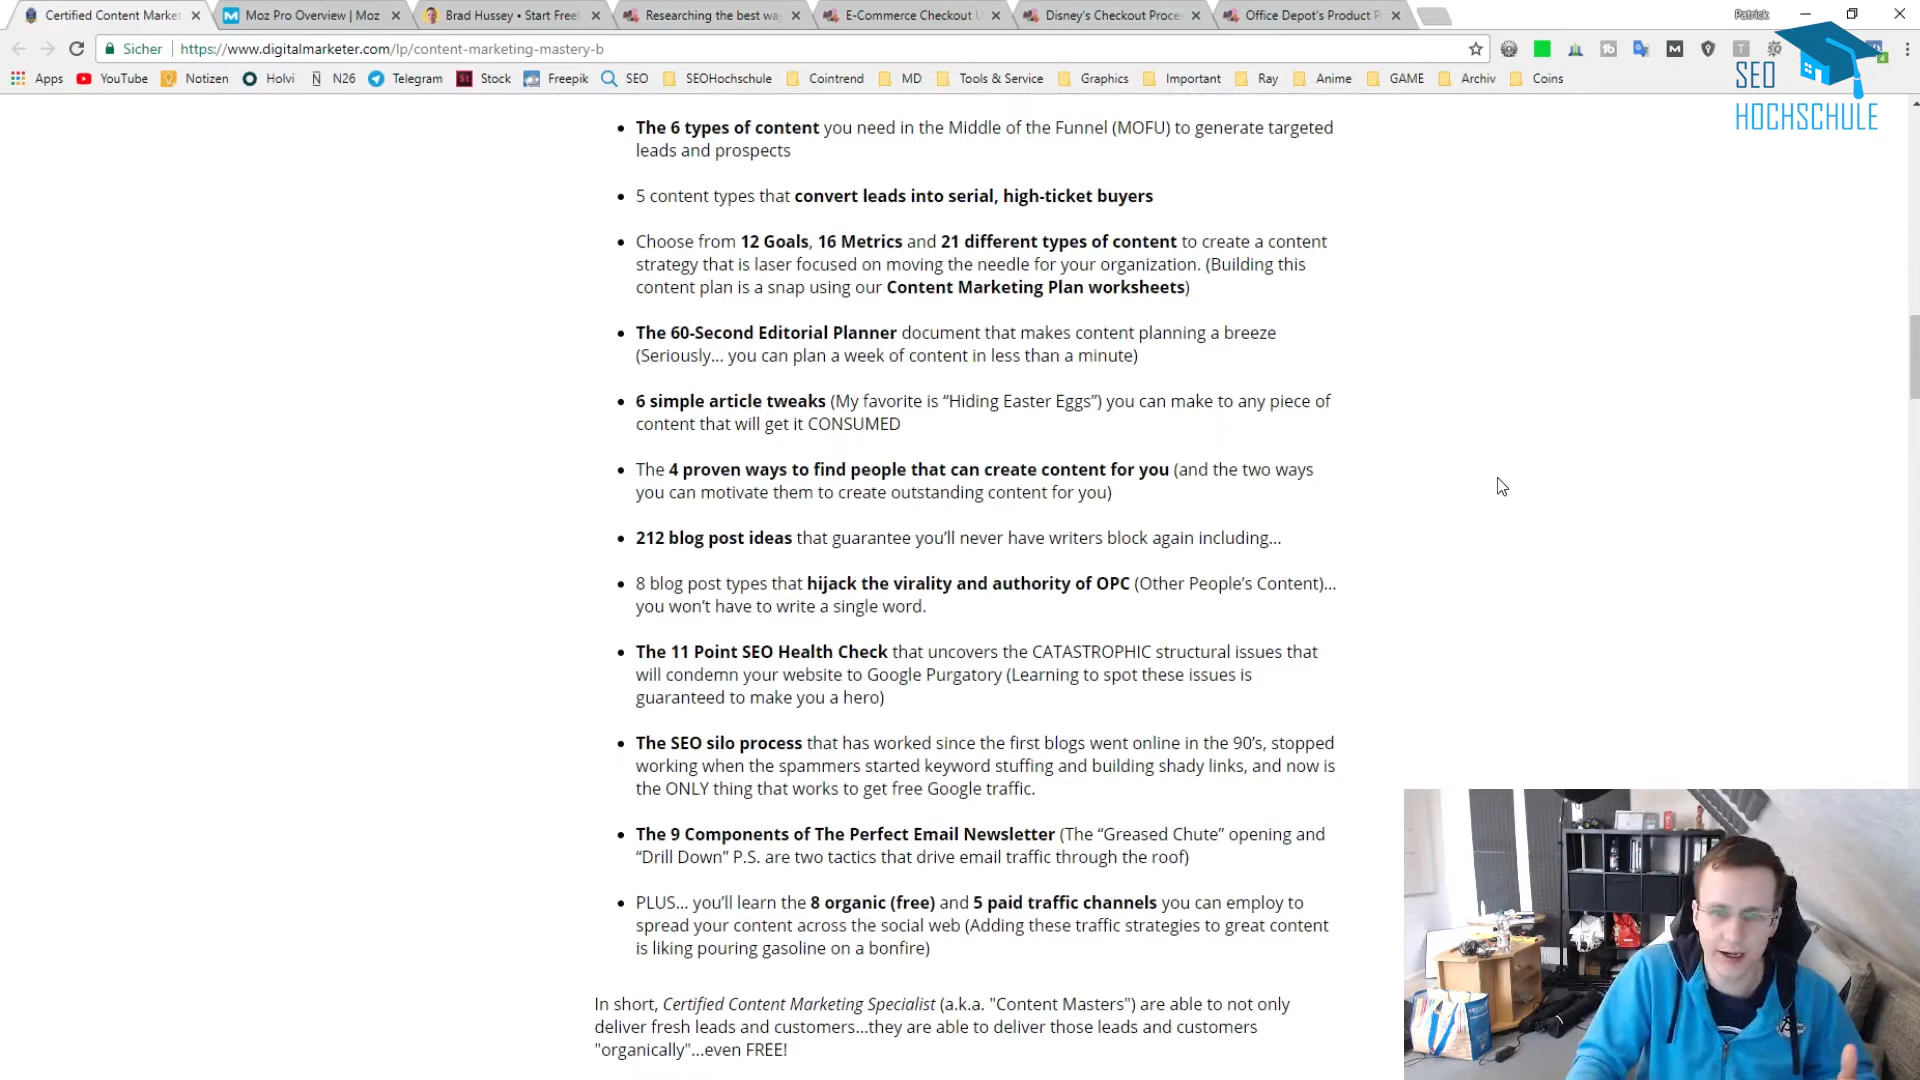 Certified Content Market
Moz Pro Overview | Moz
Brad Hussey • Start Free
Researching the best wa
E-Commerce Checkout U
Disney's Checkout Proce
Office Depot's Product P
Patrick
Sicher
https://www.digitalmarketer.com/lp/content-marketing-mastery-b
Apps
YouTube
Notizen
Holvi
N26
Telegram
Stock
Freepik
SEO
SEOHochschule
Cointrend
MD
Tools & Service
Graphics
Important
Ray
Anime
GAME
Archiv
Coins
SEO
HOCHSCHULE
• The 6 types of content you need in the Middle of the Funnel (MOFU) to generate targeted
leads and prospects
• 5 content types that convert leads into serial, high-ticket buyers
• Choose from 12 Goals, 16 Metrics and 21 different types of content to create a content
strategy that is laser focused on moving the needle for your organization. (Building this
content plan is a snap using our Content Marketing Plan worksheets)
• The 60-Second Editorial Planner document that makes content planning a breeze
(Seriously... you can plan a week of content in less than a minute)
• 6 simple article tweaks (My favorite is “Hiding Easter Eggs”) you can make to any piece of
content that will get it CONSUMED
• The 4 proven ways to find people that can create content for you (and the two ways
you can motivate them to create outstanding content for you)
• 212 blog post ideas that guarantee you’ll never have writers block again including...
• 8 blog post types that hijack the virality and authority of OPC (Other People’s Content)...
you won’t have to write a single word.
• The 11 Point SEO Health Check that uncovers the CATASTROPHIC structural issues that
will condemn your website to Google Purgatory (Learning to spot these issues is
guaranteed to make you a hero)
• The SEO silo process that has worked since the first blogs went online in the 90’s, stopped
working when the spammers started keyword stuffing and building shady links, and now is
the ONLY thing that works to get free Google traffic.
• The 9 Components of The Perfect Email Newsletter (The “Greased Chute” opening and
“Drill Down” P.S. are two tactics that drive email traffic through the roof)
• PLUS... you’ll learn the 8 organic (free) and 5 paid traffic channels you can employ to
spread your content across the social web (Adding these traffic strategies to great content
is liking pouring gasoline on a bonfire)
In short, Certified Content Marketing Specialist (a.k.a. "Content Masters") are able to not only
deliver fresh leads and customers...they are able to deliver those leads and customers
"organically"...even FREE!